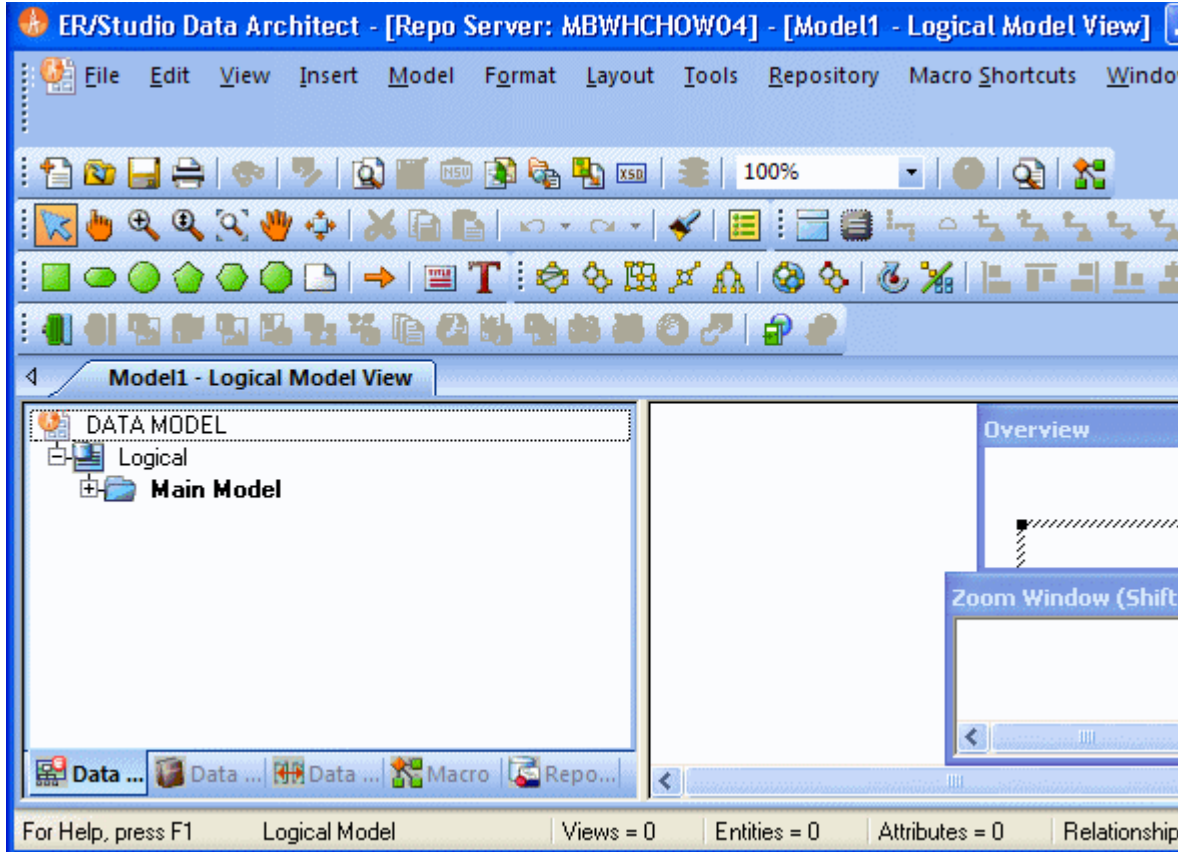 ER/Studio Data Architect - [Repo Server: MBWHCHOW04] - [Model1 - Logical Model View]
File Edit View Insert Model Format Layout Tools Repository Macro Shortcuts Windo
NSU XSD 100%
TITLE T
Model1 - Logical Model View
DATA MODEL
Logical
Main Model
Overview
Zoom Window (Shift
Data ... Data ... Data ... Macro Repo...
For Help, press F1 Logical Model Views = 0 Entities = 0 Attributes = 0 Relationship